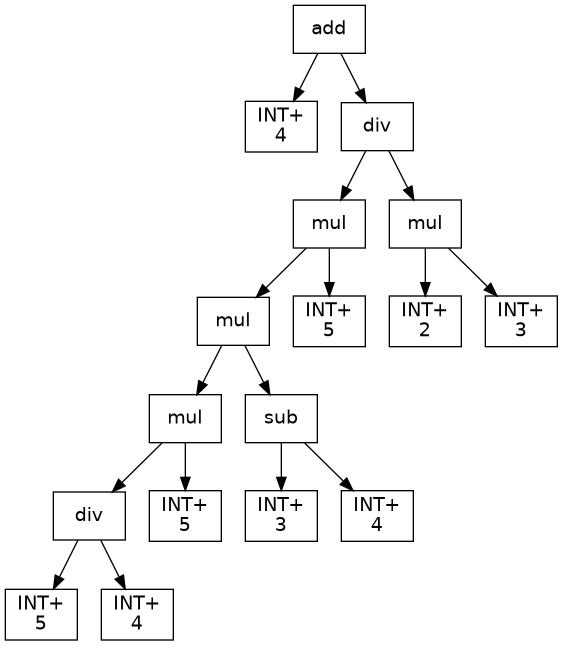 add
INT+
4
div
mul
mul
mul
INT+
5
INT+
2
INT+
3
mul
sub
div
INT+
5
INT+
3
INT+
4
INT+
5
INT+
4